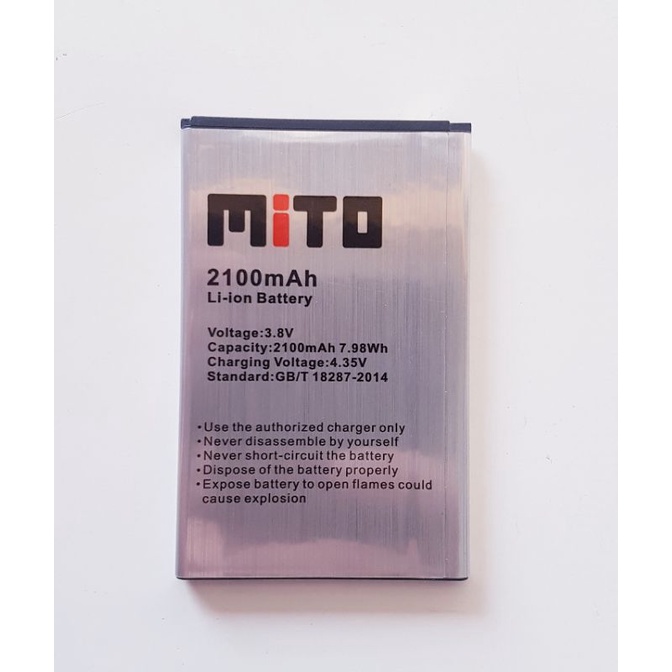 MiTO
2100mAh
Li-ion Battery
Voltage:3.8V
Capacity:2100mAh 7.98Wh
Charging Voltage:4.35V
Standard:GB/T 18287-2014
•Use the authorized charger only
•Never disassemble by yourself
•Never short-circuit the battery
•Dispose of the battery properly
•Expose battery to open flames could
cause explosion